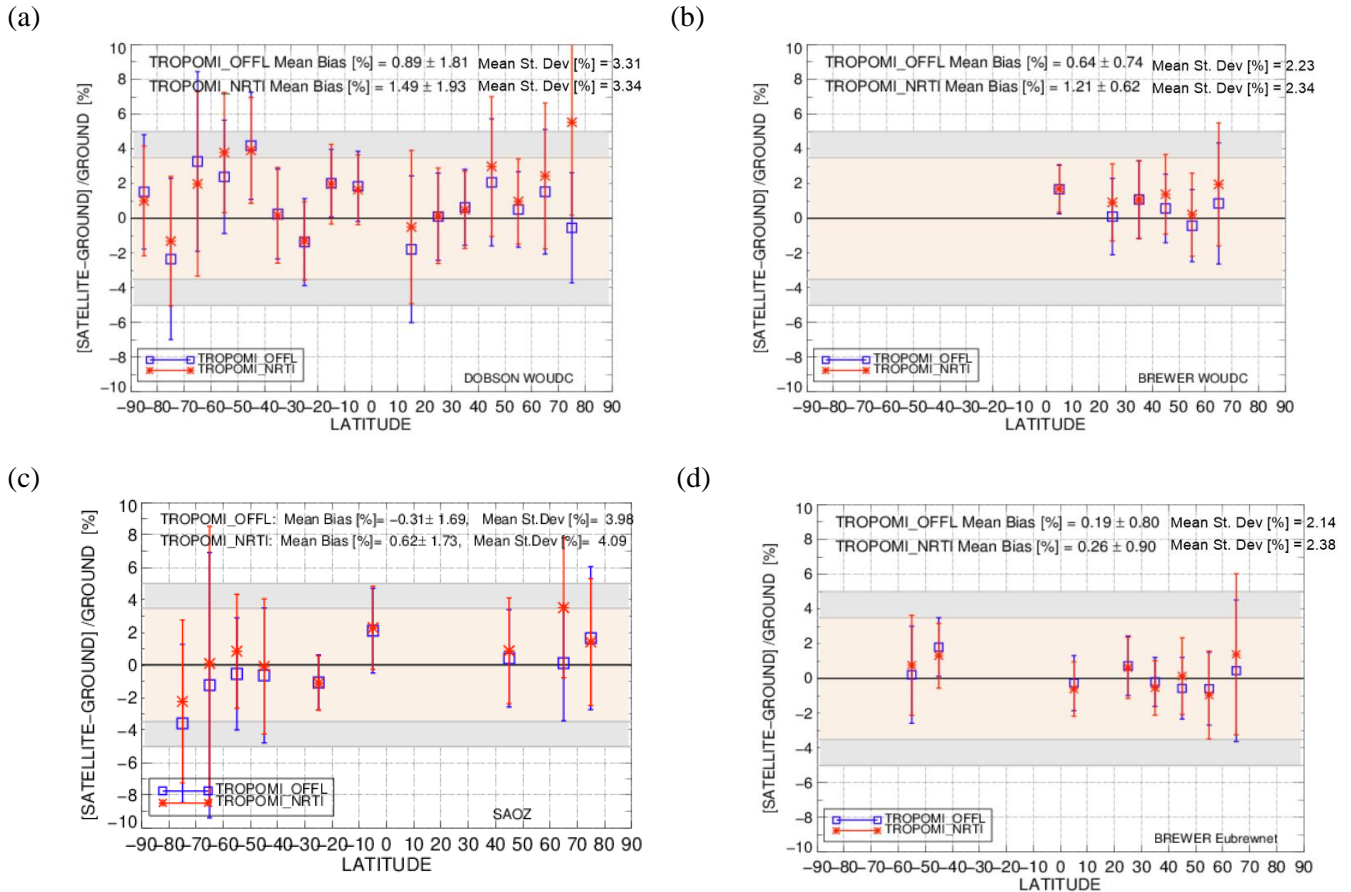 (a)
10
8
6
4
2
0
−2
−4
−6
−8
−10
[SATELLITE−GROUND] /GROUND [%]
TROPOMI_OFFL Mean Bias [%] = 0.89 ± 1.81 Mean St. Dev [%] = 3.31
TROPOMI_NRTI Mean Bias [%] = 1.49 ± 1.93 Mean St. Dev [%] = 3.34
TROPOMI_OFFL
TROPOMI_NRTI
DOBSON WOUDC
−90−80−70−60−50−40−30−20−10 0 10 20 30 40 50 60 70 80 90
LATITUDE
(b)
10
8
6
4
2
0
−2
−4
−6
−8
−10
[SATELLITE−GROUND] /GROUND [%]
TROPOMI_OFFL Mean Bias [%] = 0.64 ± 0.74 Mean St. Dev [%] = 2.23
TROPOMI_NRTI Mean Bias [%] = 1.21 ± 0.62 Mean St. Dev [%] = 2.34
TROPOMI_OFFL
TROPOMI_NRTI
BREWER WOUDC
−90−80−70−60−50−40−30−20−10 0 10 20 30 40 50 60 70 80 90
LATITUDE
(c)
10
8
6
4
2
0
−2
−4
−6
−8
−10
[SATELLITE−GROUND] /GROUND [%]
TROPOMI_OFFL: Mean Bias [%]= −0.31± 1.69, Mean St.Dev [%]= 3.98
TROPOMI_NRTI: Mean Bias [%]= 0.62± 1.73, Mean St.Dev [%]= 4.09
TROPOMI_OFFL
TROPOMI_NRTI
SAOZ
−90−80−70−60−50−40−30−20−10 0 10 20 30 40 50 60 70 80 90
LATITUDE
(d)
10
8
6
4
2
0
−2
−4
−6
−8
−10
[SATELLITE−GROUND] /GROUND [%]
TROPOMI_OFFL Mean Bias [%] = 0.19 ± 0.80 Mean St. Dev [%] = 2.14
TROPOMI_NRTI Mean Bias [%] = 0.26 ± 0.90 Mean St. Dev [%] = 2.38
TROPOMI_OFFL
TROPOMI_NRTI
BREWER Eubrewnet
−90−80−70−60−50−40−30−20−10 0 10 20 30 40 50 60 70 80 90
LATITUDE